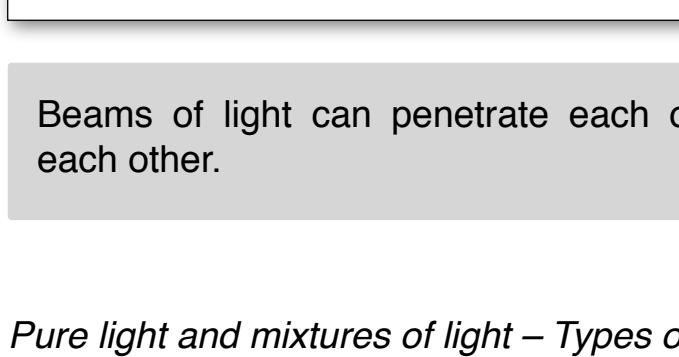 Beams of light can penetrate each
each other.
Pure light and mixtures of light – Types